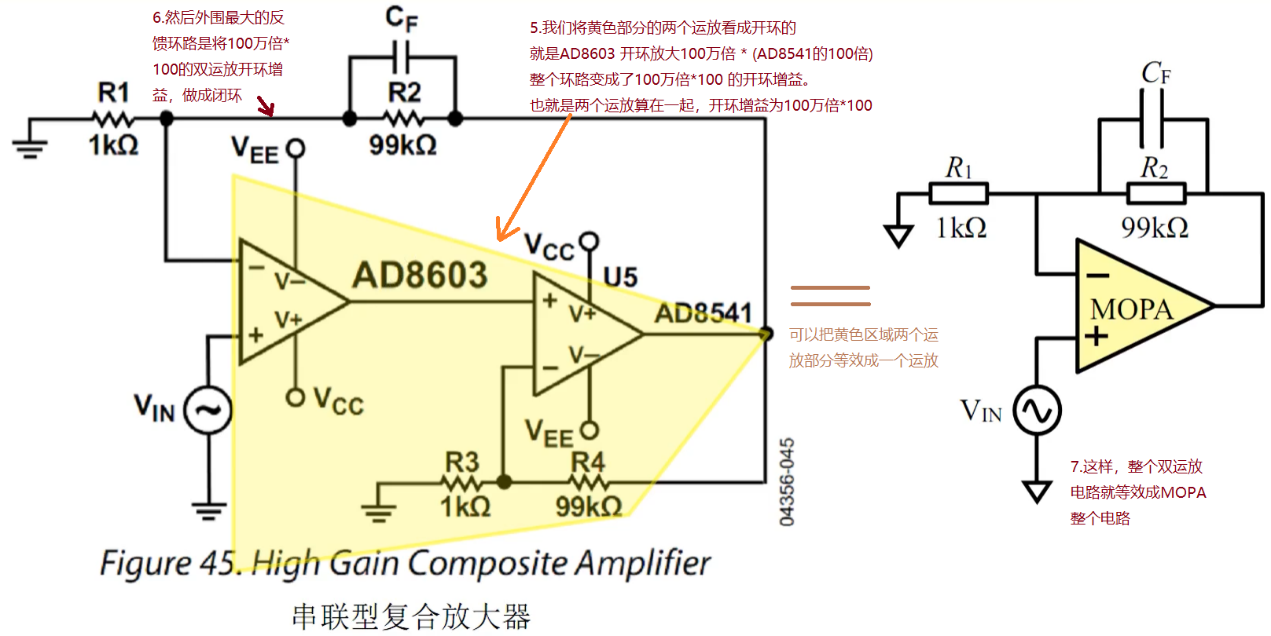 6.然后外围最大的反
馈环路是将100万倍*
100的双运放开环增
益，做成闭环
5.我们将黄色部分的两个运放看成开环的
就是AD8603 开环放大100万倍 * (AD8541的100倍)
整个环路变成了100万倍*100 的开环增益。
也就是两个运放算在一起，开环增益为100万倍*100
CF
R1
R2
1kΩ
99kΩ
VEE
VCC
U5
AD8603
AD8541
−
V−
V+
+
+
V+
V−
−
VIN
VCC
VEE
R3
R4
1kΩ
99kΩ
04356-045
可以把黄色区域两个运
放部分等效成一个运放
CF
R1
R2
1kΩ
99kΩ
−
MOPA
+
VIN
7.这样，整个双运放
电路就等效成MOPA
整个电路
Figure 45. High Gain Composite Amplifier
串联型复合放大器